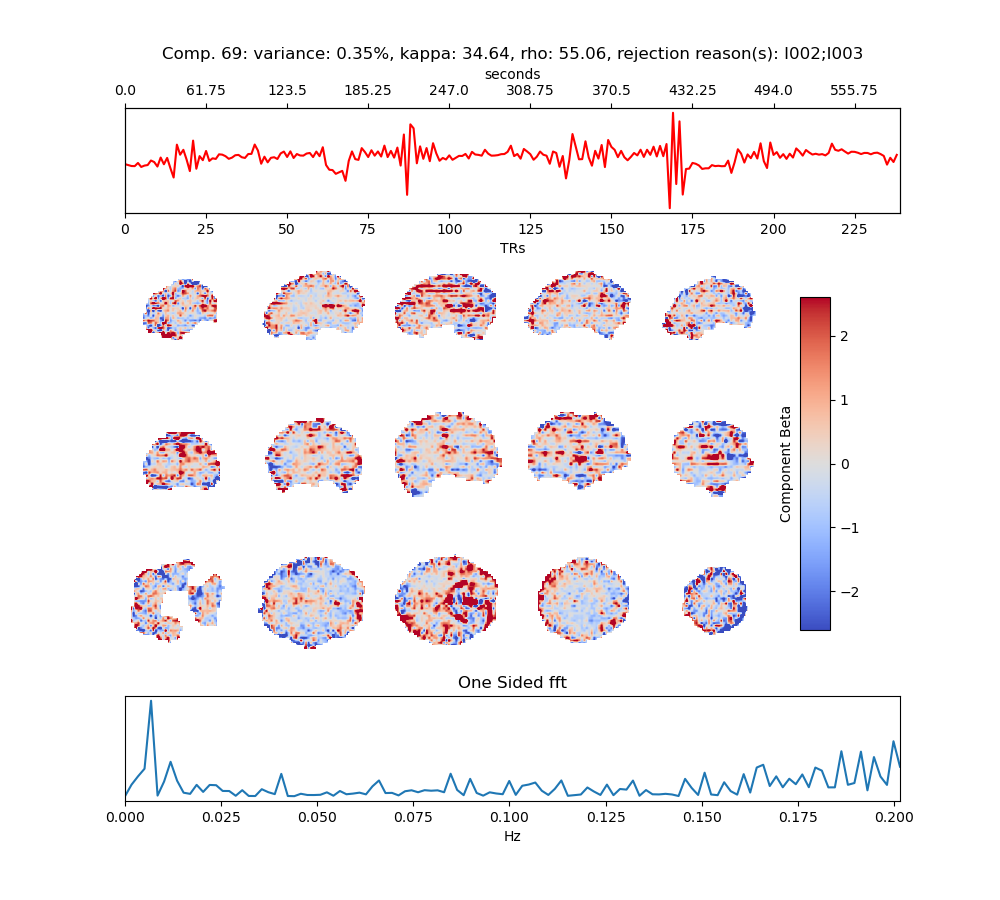 Comp. 69: variance: 0.35%, kappa: 34.64, rho: 55.06, rejection reason(s): I002;I003
seconds
0.0 61.75 123.5 185.25 247.0 308.75 370.5 432.25 494.0 555.75
0 25 50 75 100 125 150 175 200 225
TRs
2
1
0
−1
−2
Component Beta
One Sided fft
0.000 0.025 0.050 0.075 0.100 0.125 0.150 0.175 0.200
Hz